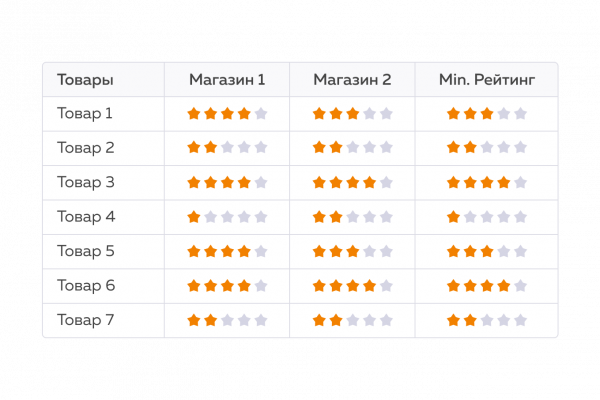 Товары Магазин 1 Магазин 2 Min. Рейтинг
Товар 1
Товар 2
Товар 3
Товар 4
Товар 5
Товар 6
Товар 7